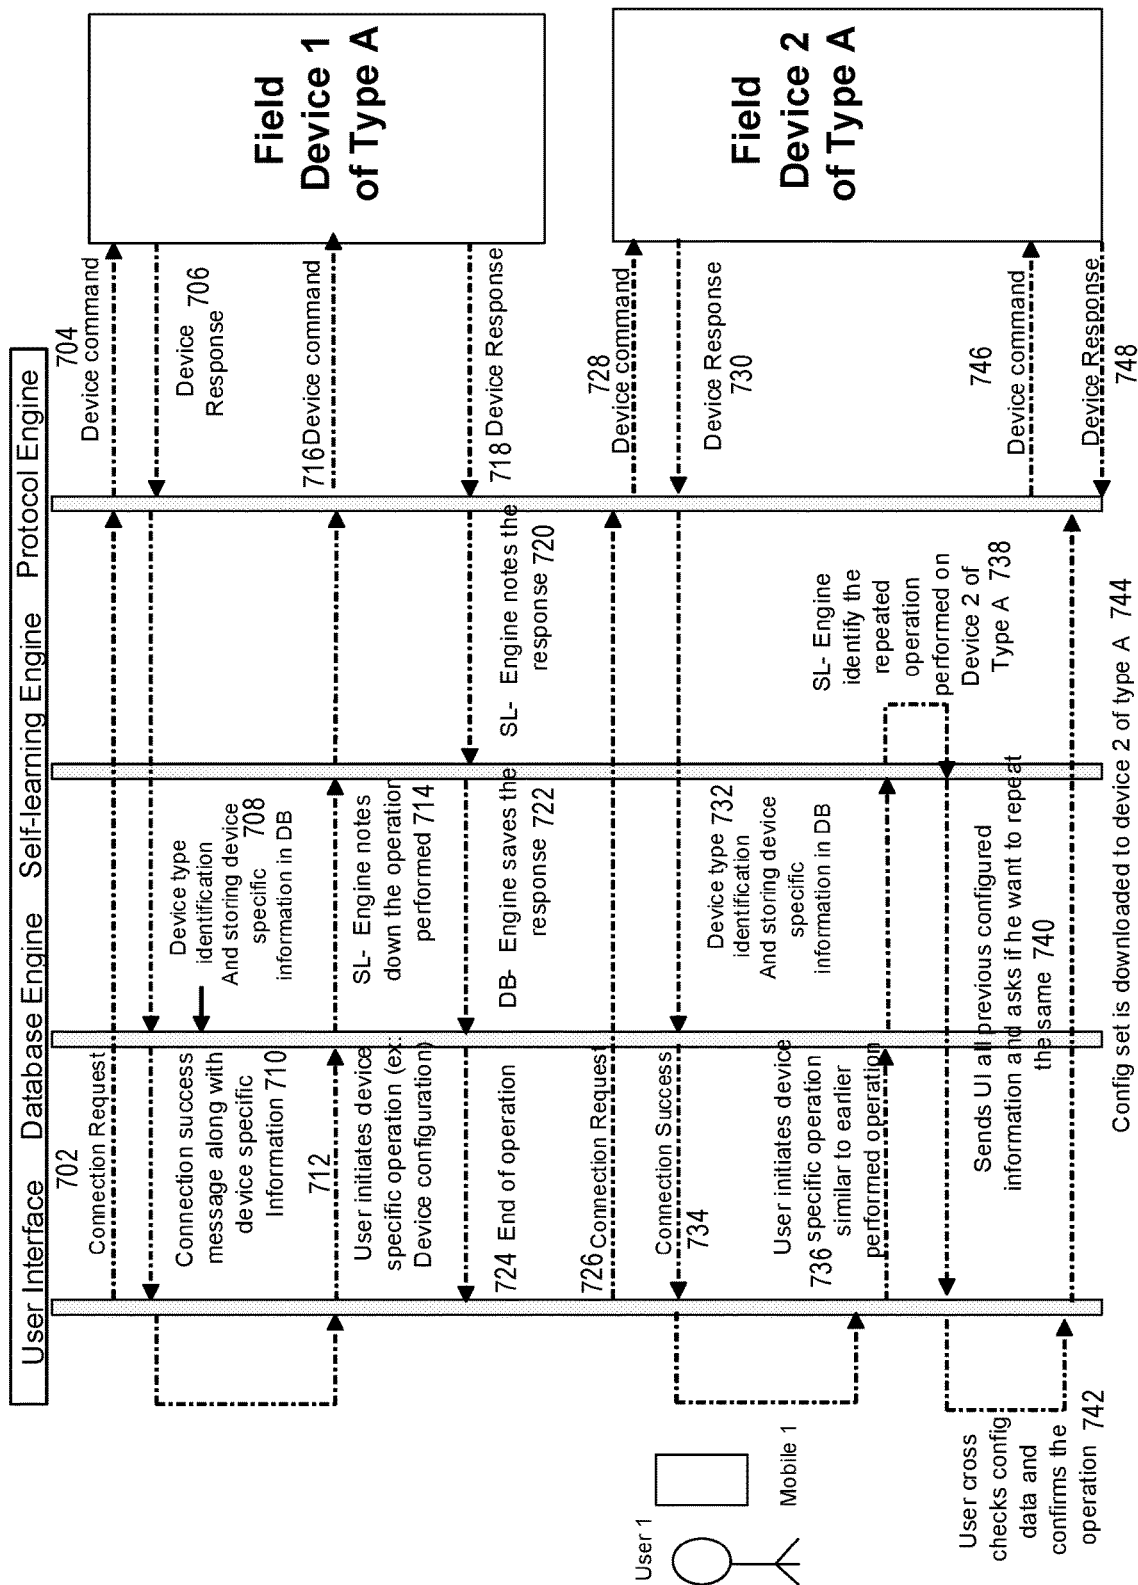 User Interface Database Engine Self-learning Engine Protocol Engine
702
Connection Request
704
Device command
Field
Device 1
of Type A
Device 706
Response
Device type
identification
And storing device
specific 708
information in DB
Connection success
message along with
device specific
Information 710
712
User initiates device
specific operation (ex:
Device configuration)
SL- Engine notes
down the operation
performed 714
716 Device command
718 Device Response
SL- Engine notes the
response 720
DB- Engine saves the
response 722
724 End of operation
726 Connection Request
728
Device command
Field
Device 2
of Type A
Device Response
730
Device type 732
identification
And storing device
specific
information in DB
Connection Success
734
User initiates device
736 specific operation
similar to earlier
performed operation
SL- Engine
identify the
repeated
operation
performed on
Device 2 of
Type A 738
Sends UI all previous configured
information and asks if he want to repeat
the same 740
User 1
Mobile 1
User cross
checks config
data and
confirms the
operation 742
Config set is downloaded to device 2 of type A 744
746
Device command
Device Response
748